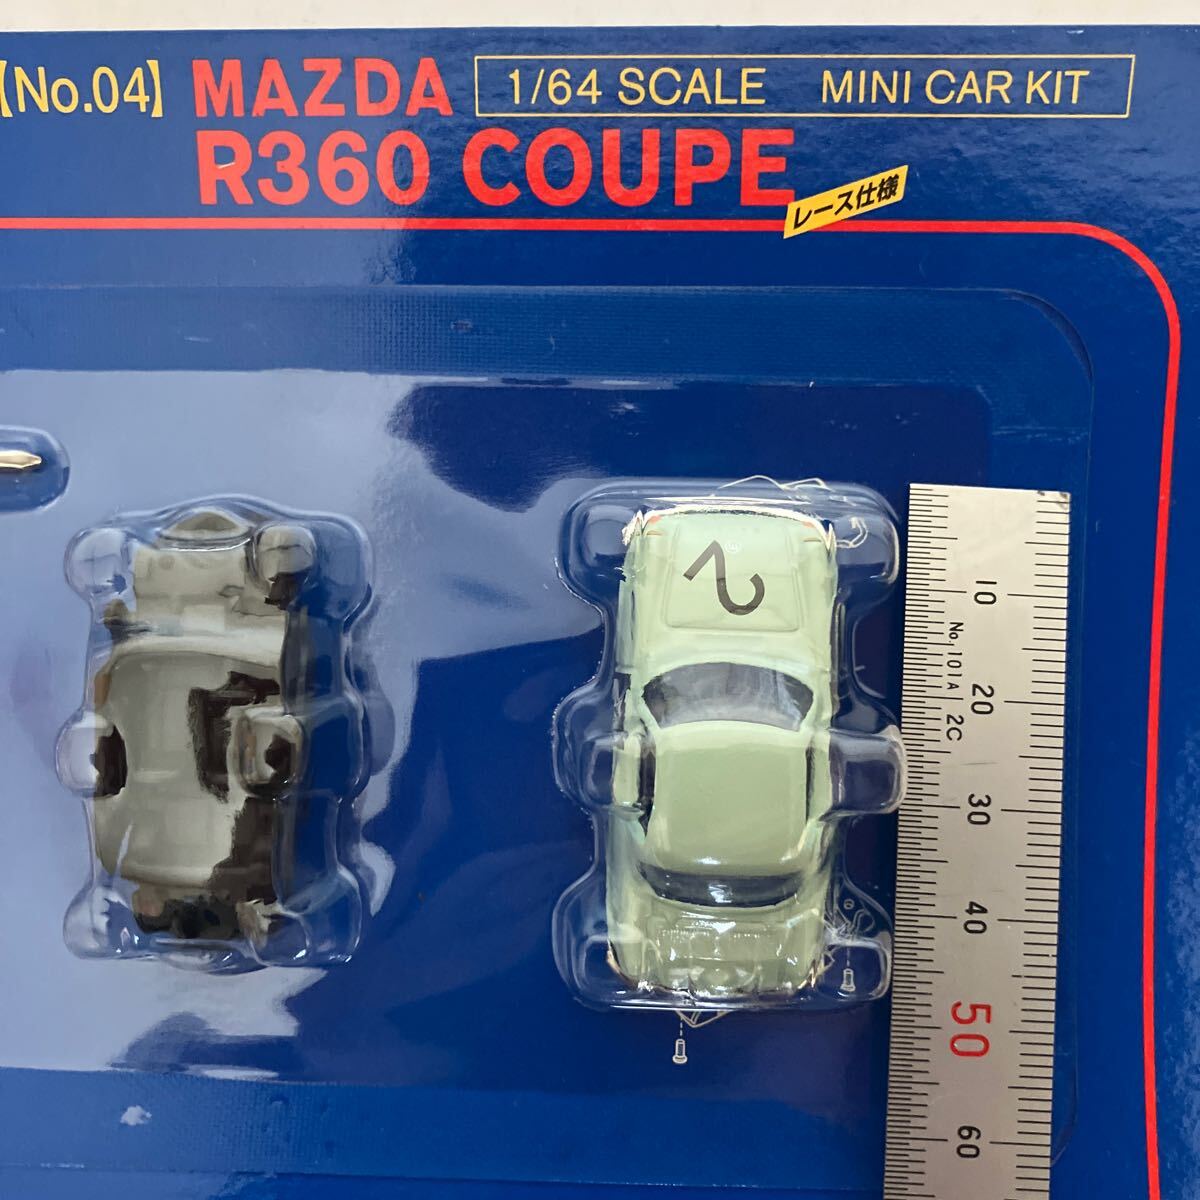 【No.04】 MAZDA 1/64 SCALE MINI CAR KIT
R360 COUPE
レース仕様
2
10
No.101A 2C
20
30
40
50
60